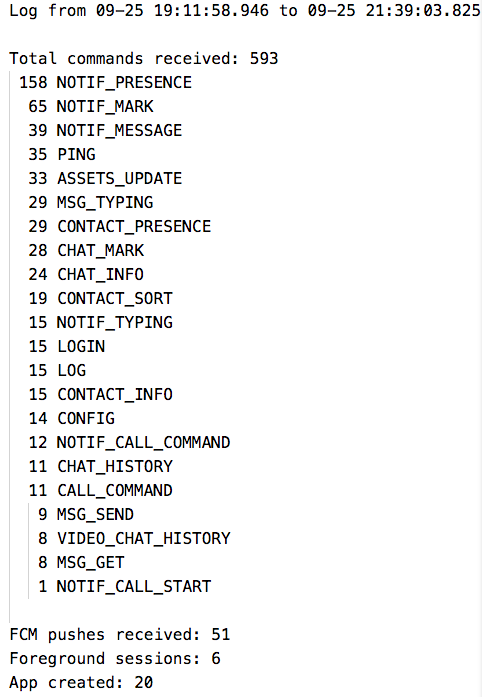 Log from 09-25 19:11:58.946 to 09-25 21:39:03.825
Total commands received: 593
158 NOTIF_PRESENCE
65 NOTIF_MARK
39 NOTIF_MESSAGE
35 PING
33 ASSETS_UPDATE
29 MSG_TYPING
29 CONTACT_PRESENCE
28 CHAT_MARK
24 CHAT_INFO
19 CONTACT_SORT
15 NOTIF_TYPING
15 LOGIN
15 LOG
15 CONTACT_INFO
14 CONFIG
12 NOTIF_CALL_COMMAND
11 CHAT_HISTORY
11 CALL_COMMAND
9 MSG_SEND
8 VIDEO_CHAT_HISTORY
8 MSG_GET
1 NOTIF_CALL_START
FCM pushes received: 51
Foreground sessions: 6
App created: 20